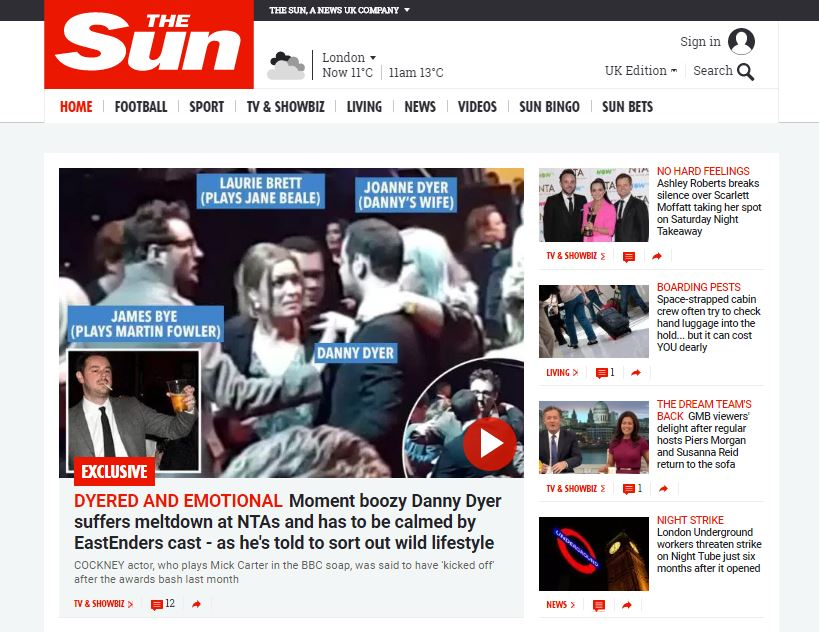 THE SUN, A NEWS UK COMPANY
THE
Sun
London
Now 11°C 11am 13°C
Sign in
UK Edition Search
HOME FOOTBALL SPORT TV & SHOWBIZ LIVING NEWS VIDEOS SUN BINGO SUN BETS
LAURIE BRETT
(PLAYS JANE BEALE)
JOANNE DYER
(DANNY'S WIFE)
JAMES BYE
(PLAYS MARTIN FOWLER)
DANNY DYER
EXCLUSIVE
DYERED AND EMOTIONAL Moment boozy Danny Dyer
suffers meltdown at NTAs and has to be calmed by
EastEnders cast - as he's told to sort out wild lifestyle
COCKNEY actor, who plays Mick Carter in the BBC soap, was said to have 'kicked off'
after the awards bash last month
TV & SHOWBIZ 12
NO HARD FEELINGS
Ashley Roberts breaks
silence over Scarlett
Moffatt taking her spot
on Saturday Night
Takeaway
TV & SHOWBIZ
BOARDING PESTS
Space-strapped cabin
crew often try to check
hand luggage into the
hold... but it can cost
YOU dearly
LIVING 1
THE DREAM TEAM'S
BACK GMB viewers'
delight after regular
hosts Piers Morgan
and Susanna Reid
return to the sofa
TV & SHOWBIZ 1
UNDERGROUND
NIGHT STRIKE
London Underground
workers threaten strike
on Night Tube just six
months after it opened
NEWS